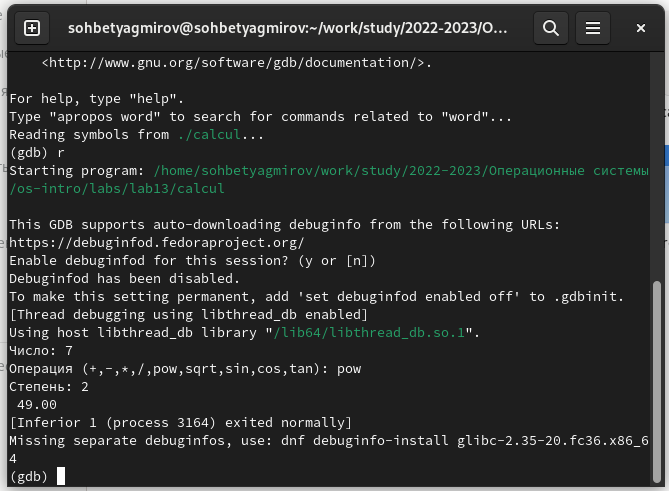 sohbetyagmirov@sohbetyagmirov:~/work/study/2022-2023/О...
<http://www.gnu.org/software/gdb/documentation/>.
For help, type "help".
Type "apropos word" to search for commands related to "word"...
Reading symbols from ./calcul...
(gdb) r
Starting program: /home/sohbetyagmirov/work/study/2022-2023/Операционные системы
/os-intro/labs/lab13/calcul
This GDB supports auto-downloading debuginfo from the following URLs:
https://debuginfod.fedoraproject.org/
Enable debuginfod for this session? (y or [n])
Debuginfod has been disabled.
To make this setting permanent, add 'set debuginfod enabled off' to .gdbinit.
[Thread debugging using libthread_db enabled]
Using host libthread_db library "/lib64/libthread_db.so.1".
Число: 7
Операция (+,-,*,/,pow,sqrt,sin,cos,tan): pow
Степень: 2
 49.00
[Inferior 1 (process 3164) exited normally]
Missing separate debuginfos, use: dnf debuginfo-install glibc-2.35-20.fc36.x86_6
4
(gdb)